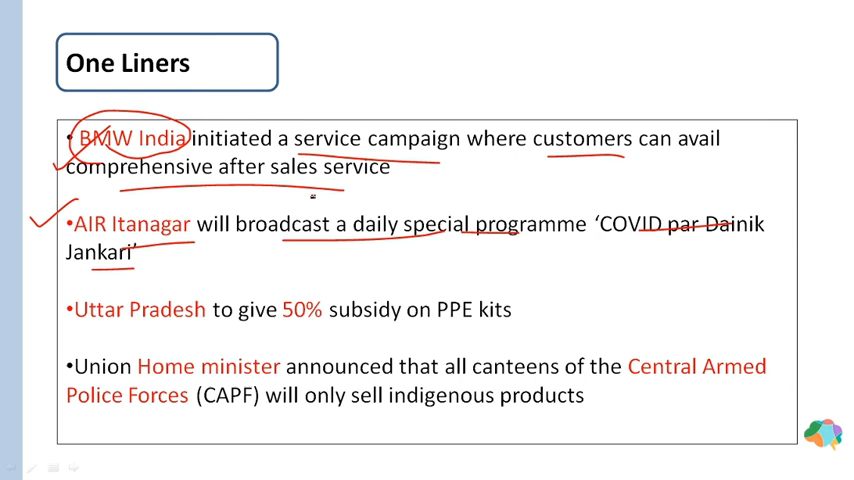 One Liners
• BMW India initiated a service campaign where customers can avail
comprehensive after sales service
•AIR Itanagar will broadcast a daily special programme ‘COVID par Dainik
Jankari’
•Uttar Pradesh to give 50% subsidy on PPE kits
•Union Home minister announced that all canteens of the Central Armed
Police Forces (CAPF) will only sell indigenous products